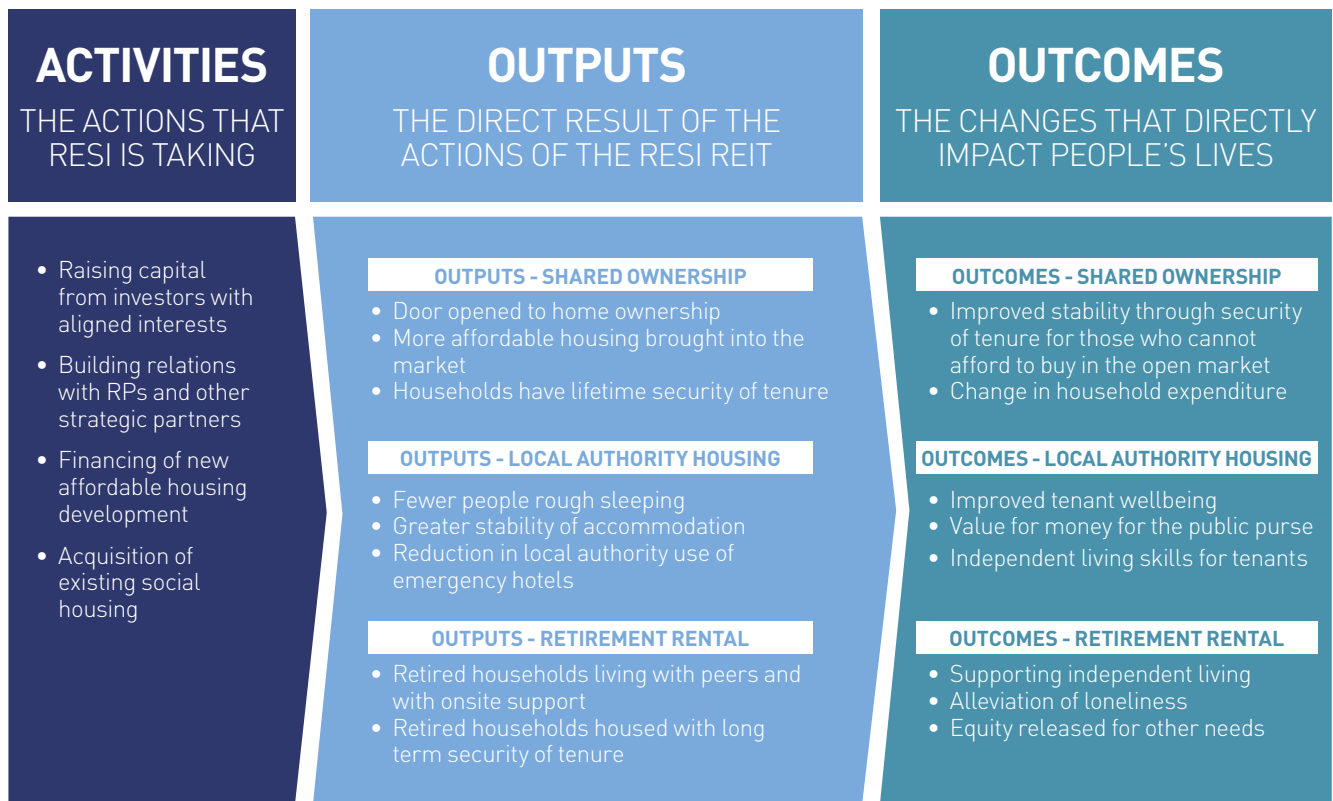 ACTIVITIES
THE ACTIONS THAT
RESI IS TAKING
• Raising capital
from investors with
aligned interests
• Building relations
with RPs and other
strategic partners
• Financing of new
affordable housing
development
• Acquisition of
existing social
housing
OUTPUTS
THE DIRECT RESULT OF THE
ACTIONS OF THE RESI REIT
OUTPUTS - SHARED OWNERSHIP
• Door opened to home ownership
• More affordable housing brought into the
market
• Households have lifetime security of tenure
OUTPUTS - LOCAL AUTHORITY HOUSING
• Fewer people rough sleeping
• Greater stability of accommodation
• Reduction in local authority use of
emergency hotels
OUTPUTS - RETIREMENT RENTAL
• Retired households living with peers and
with onsite support
• Retired households housed with long
term security of tenure
OUTCOMES
THE CHANGES THAT DIRECTLY
IMPACT PEOPLE'S LIVES
OUTCOMES - SHARED OWNERSHIP
• Improved stability through security
of tenure for those who cannot
afford to buy in the open market
• Change in household expenditure
OUTCOMES - LOCAL AUTHORITY HOUSING
• Improved tenant wellbeing
• Value for money for the public purse
• Independent living skills for tenants
OUTCOMES - RETIREMENT RENTAL
• Supporting independent living
• Alleviation of loneliness
• Equity released for other needs